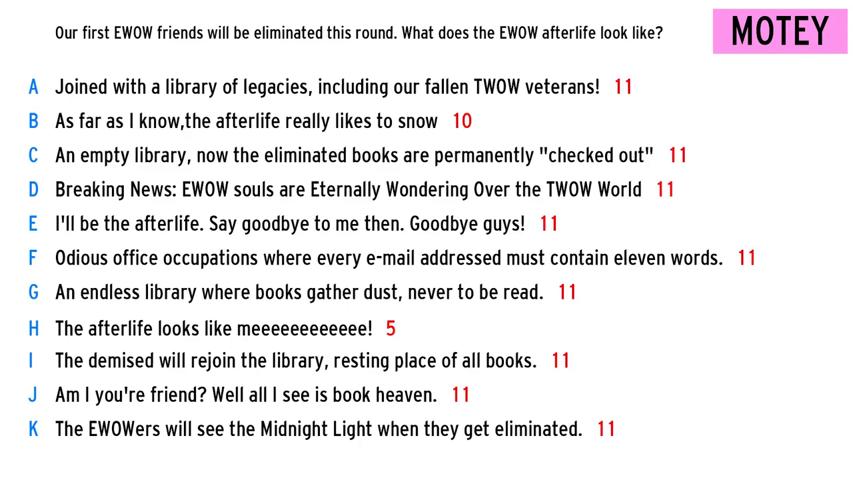 Our first EWOW friends will be eliminated this round. What does the EWOW afterlife look like?
MOTEY
A Joined with a library of legacies, including our fallen TWOW veterans! 11
B As far as I know,the afterlife really likes to snow 10
C An empty library, now the eliminated books are permanently "checked out" 11
D Breaking News: EWOW souls are Eternally Wondering Over the TWOW World 11
E I'll be the afterlife. Say goodbye to me then. Goodbye guys! 11
F Odious office occupations where every e-mail addressed must contain eleven words. 11
G An endless library where books gather dust, never to be read. 11
H The afterlife looks like meeeeeeeeeeee! 5
I The demised will rejoin the library, resting place of all books. 11
J Am I you're friend? Well all I see is book heaven. 11
K The EWOWers will see the Midnight Light when they get eliminated. 11